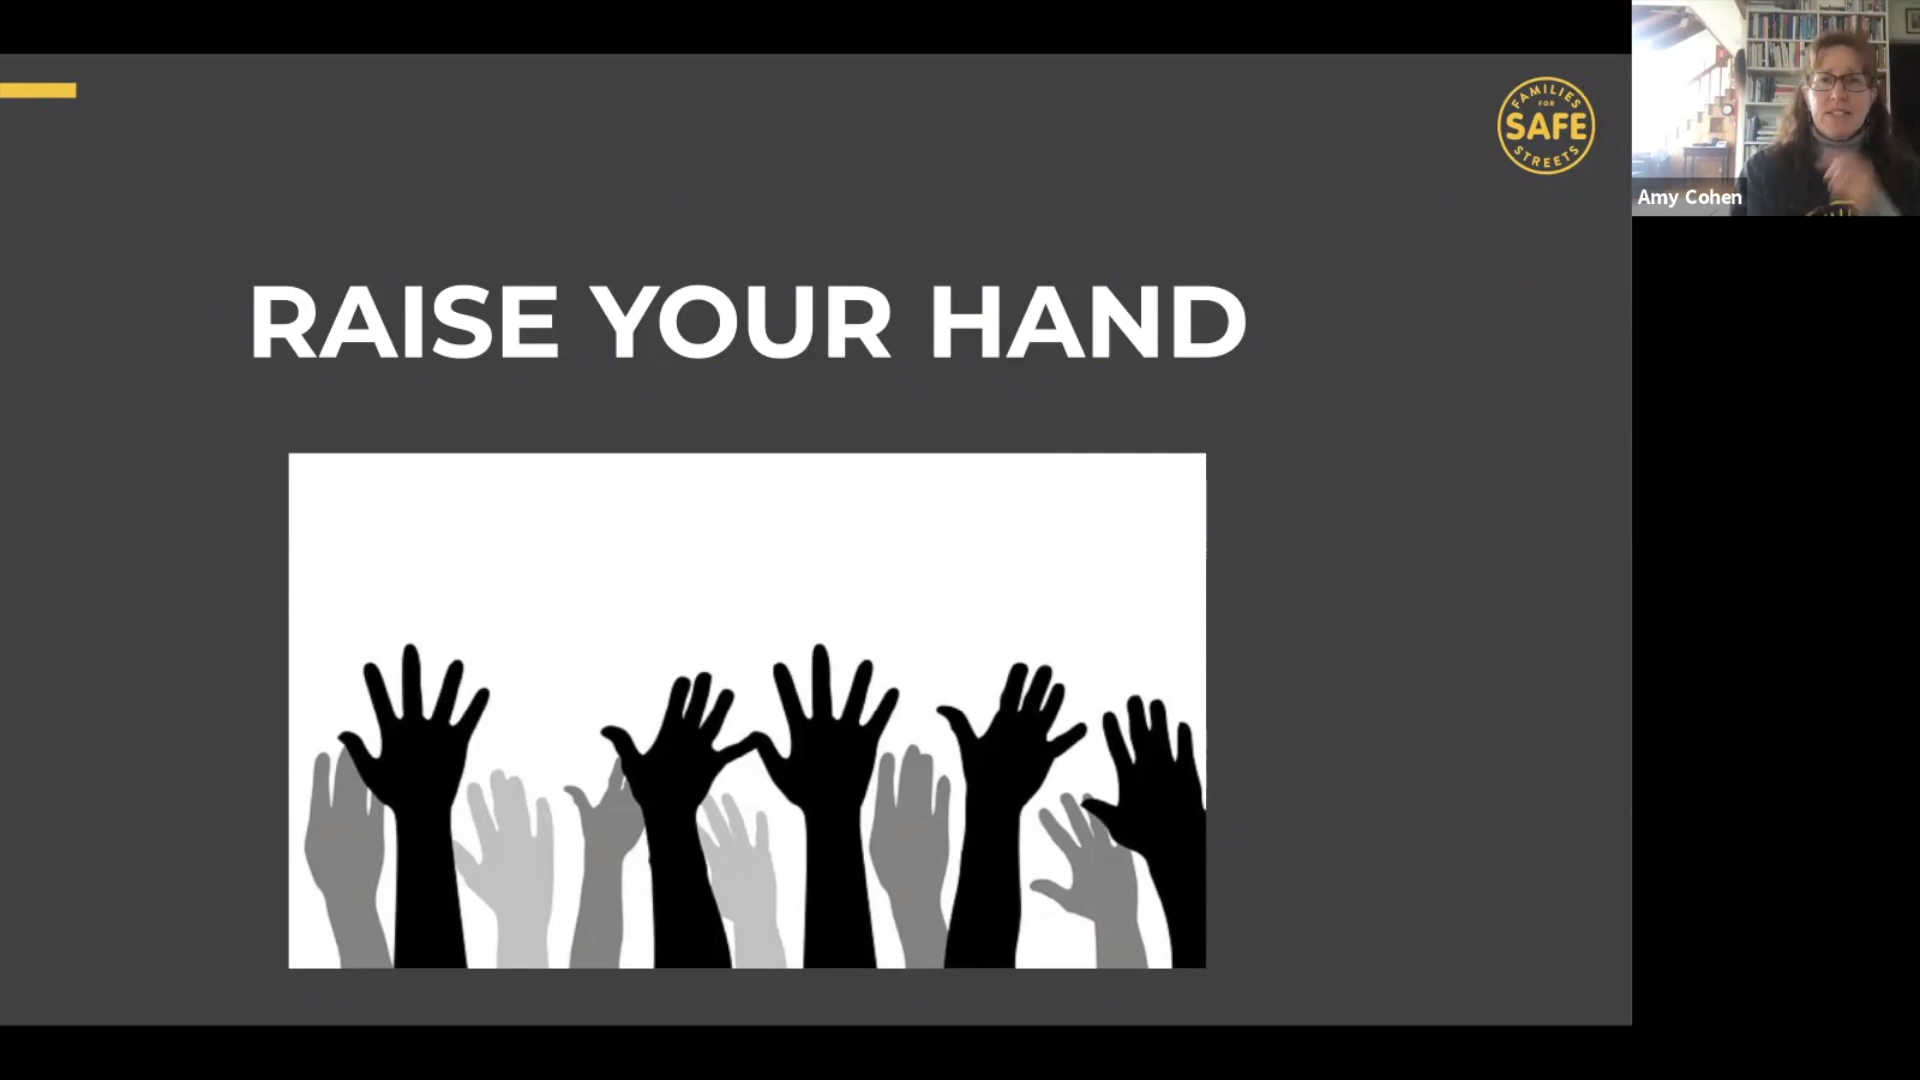 FAMILIES
FOR
SAFE
STREETS
RAISE YOUR HAND
Amy Cohen